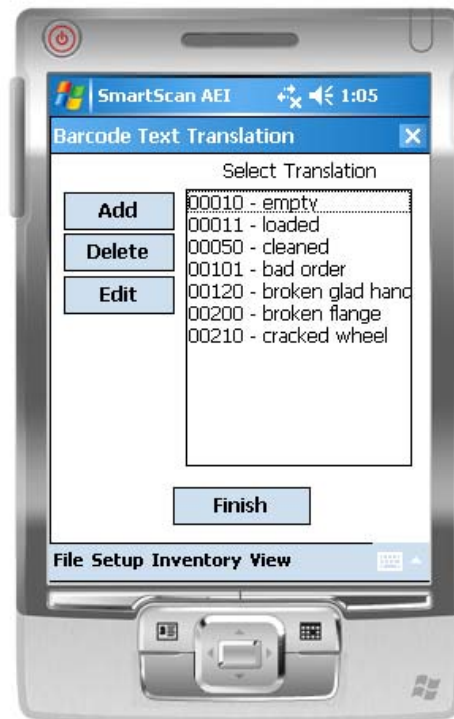 SmartScan AEI 1:05
Barcode Text Translation
Select Translation
Add
Delete
Edit
00010 - empty
00011 - loaded
00050 - cleaned
00101 - bad order
00120 - broken glad hand
00200 - broken flange
00210 - cracked wheel
Finish
File Setup Inventory View